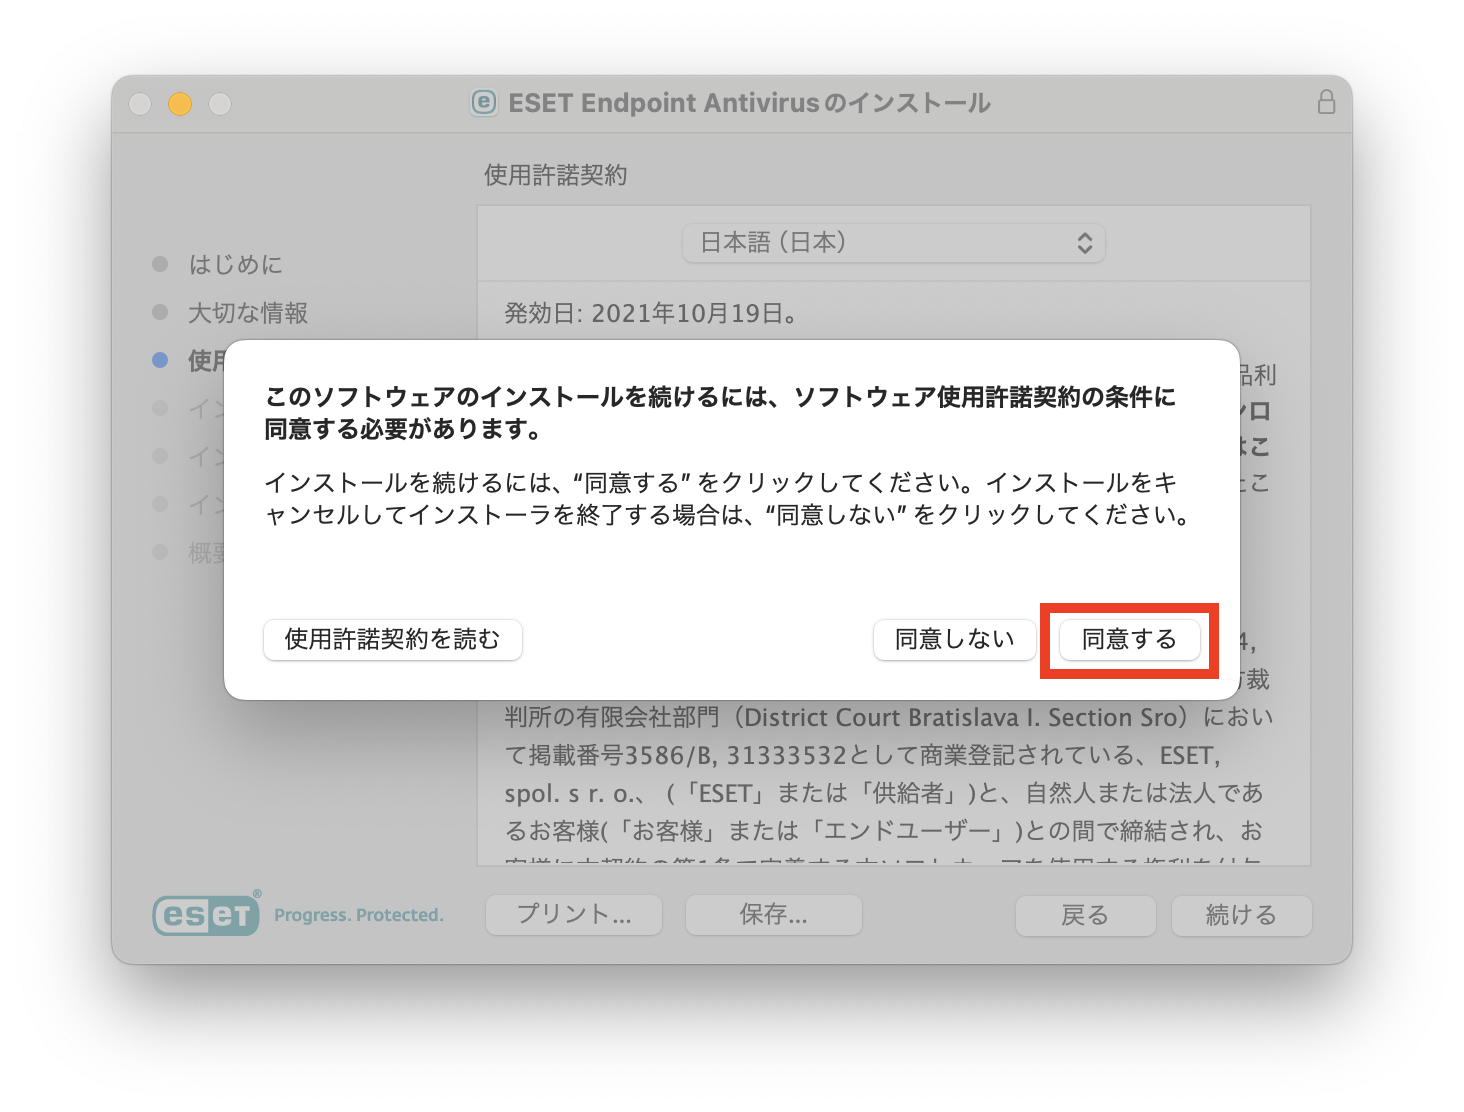 ESET Endpoint Antivirusのインストール
使用許諾契約
日本語 (日本)
はじめに
大切な情報
使用
イン
イン
イン
概要
発効日: 2021年10月19日。
品利
ンロ
はこ
たこ
このソフトウェアのインストールを続けるには、ソフトウェア使用許諾契約の条件に
同意する必要があります。
インストールを続けるには、“同意する” をクリックしてください。インストールをキ
ャンセルしてインストーラを終了する場合は、“同意しない” をクリックしてください。
使用許諾契約を読む
同意しない
同意する
4,
方裁
判所の有限会社部門（District Court Bratislava I. Section Sro）におい
て掲載番号3586/B, 31333532として商業登記されている、ESET,
spol. s r. o.、 (「ESET」または「供給者」)と、自然人または法人であ
るお客様(「お客様」または「エンドユーザー」)との間で締結され、お
eseT® Progress. Protected.
プリント...
保存...
戻る
続ける